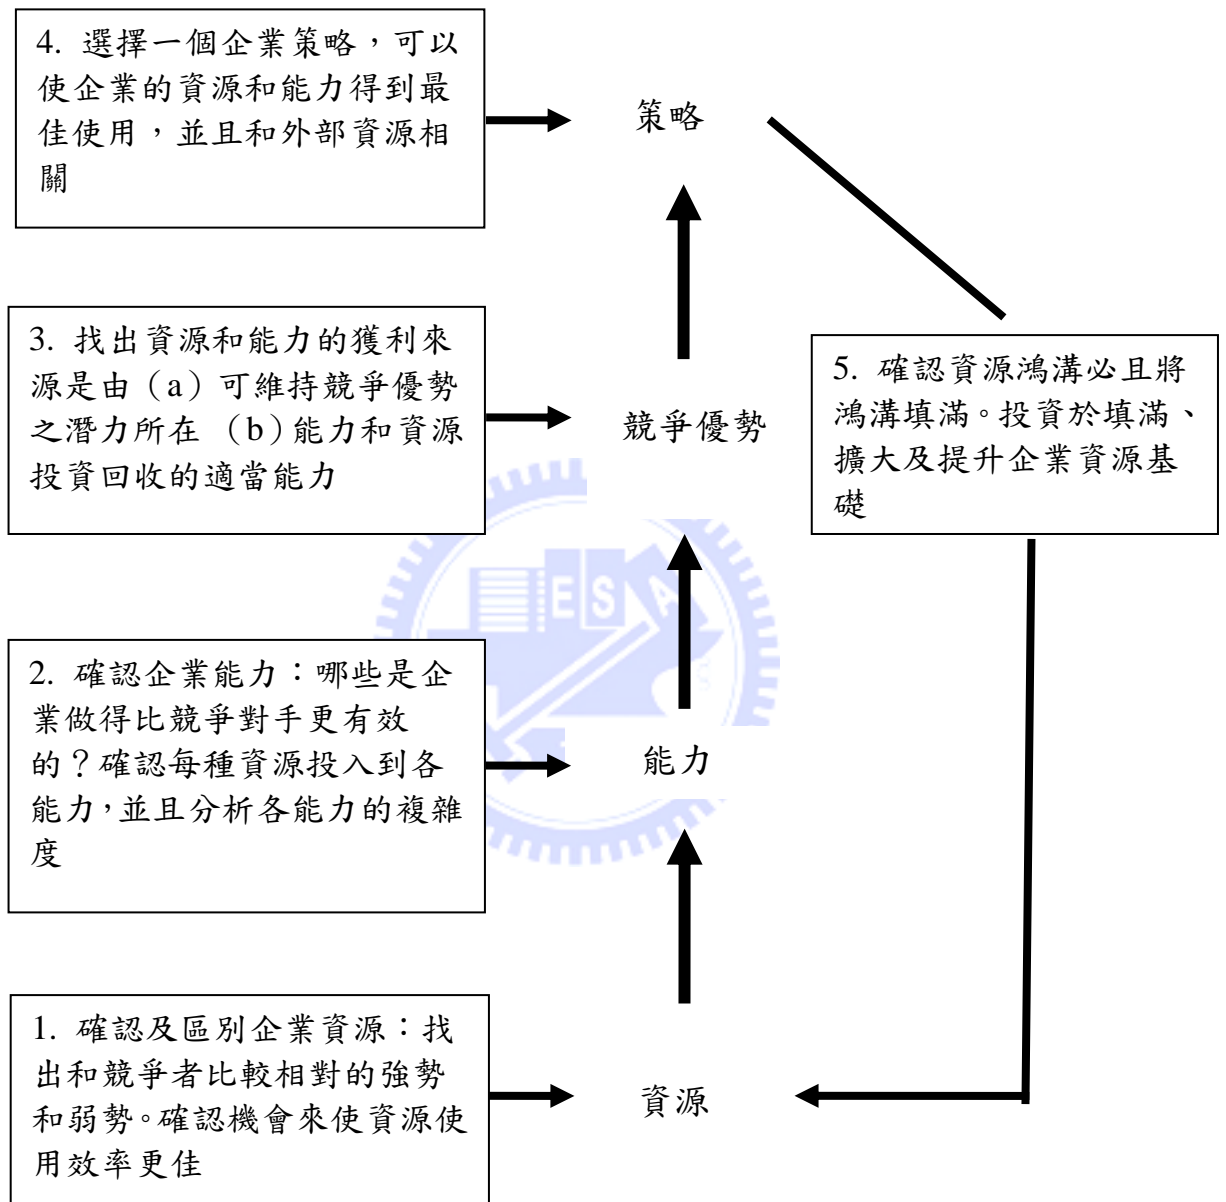 4. 選擇一個企業策略，可以
使企業的資源和能力得到最
佳使用，並且和外部資源相
關
策略
3. 找出資源和能力的獲利來
源是由（a）可維持競爭優勢
之潛力所在 （b）能力和資源
投資回收的適當能力
競爭優勢
5. 確認資源鴻溝必且將
鴻溝填滿。投資於填滿、
擴大及提升企業資源基
礎
ESA
2. 確認企業能力：哪些是企
業做得比競爭對手更有效
的？確認每種資源投入到各
能力，並且分析各能力的複雜
度
能力
1. 確認及區別企業資源：找
出和競爭者比較相對的強勢
和弱勢。確認機會來使資源使
用效率更佳
資源